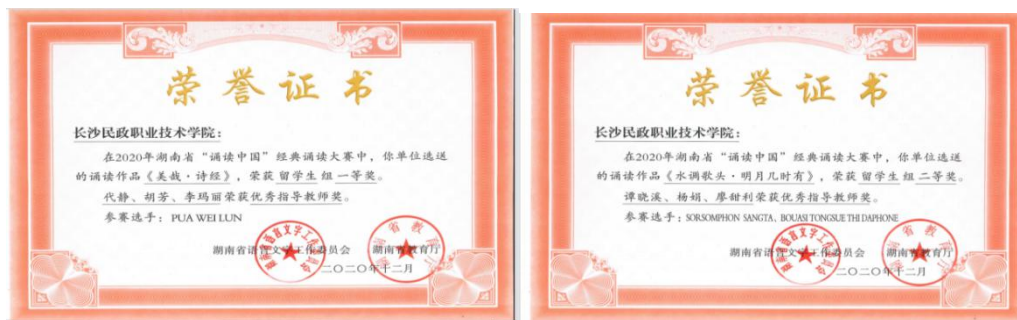 荣誉证书
长沙民政职业技术学院：
在2020年湖南省“诵读中国”经典诵读大赛中，你单位选送
的诵读作品《美哉·诗经》，荣获 留学生 组 一等奖。
代静、胡芳、李玛丽荣获优秀指导教师奖。
参赛选手：PUA WEI LUN
湖南省语言文字工作委员会 湖南省教育厅
二〇二〇年十二月
荣誉证书
长沙民政职业技术学院：
在2020年湖南省“诵读中国”经典诵读大赛中，你单位选送
的诵读作品《水调歌头·明月几时有》，荣获 留学生 组 二等奖。
谭晓溪、杨娟、廖钳利荣获优秀指导教师奖。
参赛选手：SORSOMPHON SANGTA、BOUASI TONGSUE THIDAPHONE
湖南省语言文字工作委员会 湖南省教育厅
二〇二〇年十二月